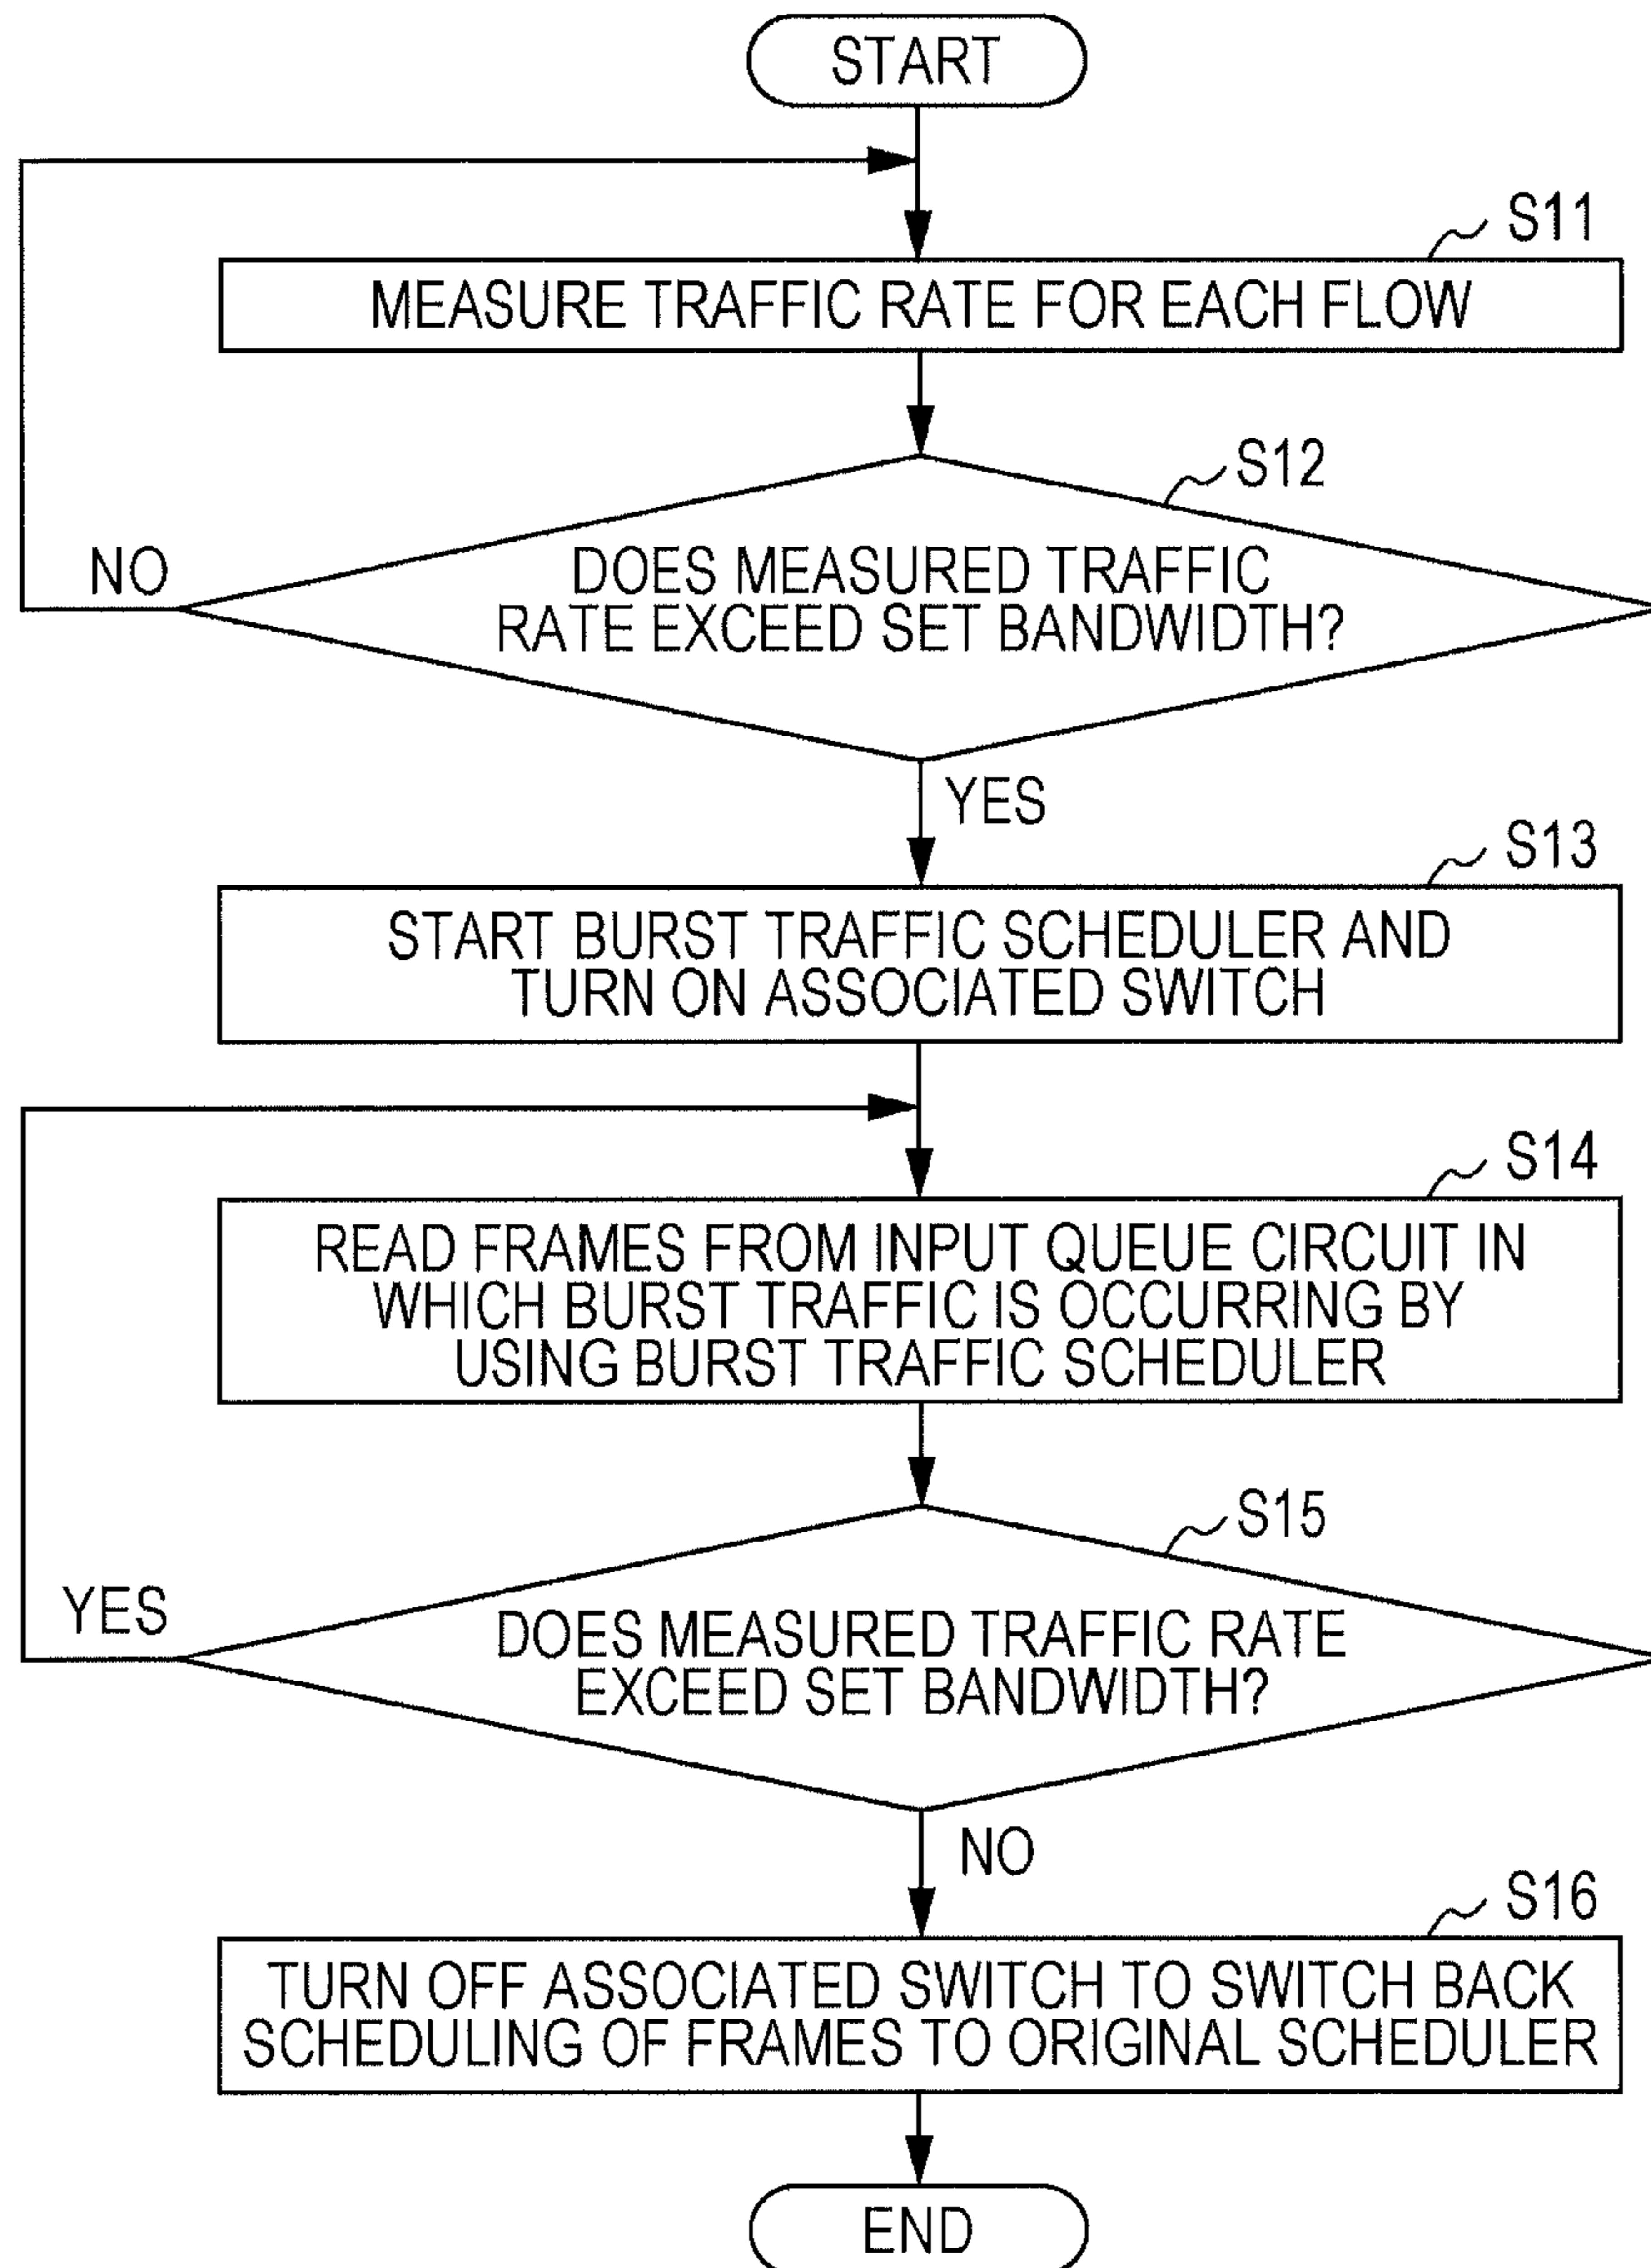 START
S11
MEASURE TRAFFIC RATE FOR EACH FLOW
S12
NO
DOES MEASURED TRAFFIC
RATE EXCEED SET BANDWIDTH?
YES
S13
START BURST TRAFFIC SCHEDULER AND
TURN ON ASSOCIATED SWITCH
S14
READ FRAMES FROM INPUT QUEUE CIRCUIT IN
WHICH BURST TRAFFIC IS OCCURRING BY
USING BURST TRAFFIC SCHEDULER
S15
YES
DOES MEASURED TRAFFIC RATE
EXCEED SET BANDWIDTH?
NO
S16
TURN OFF ASSOCIATED SWITCH TO SWITCH BACK
SCHEDULING OF FRAMES TO ORIGINAL SCHEDULER
END